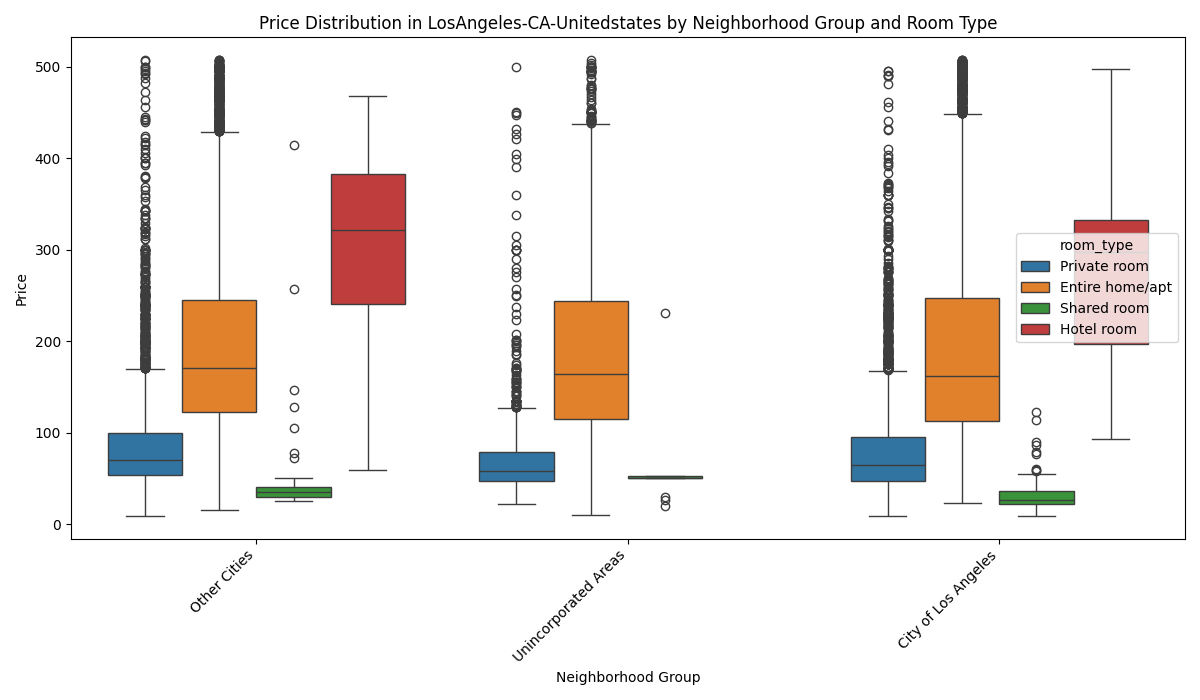 Price Distribution in LosAngeles-CA-Unitedstates by Neighborhood Group and Room Type
Price
500
400
300
200
100
0
room_type
Private room
Entire home/apt
Shared room
Hotel room
Other Cities
Unincorporated Areas
City of Los Angeles
Neighborhood Group